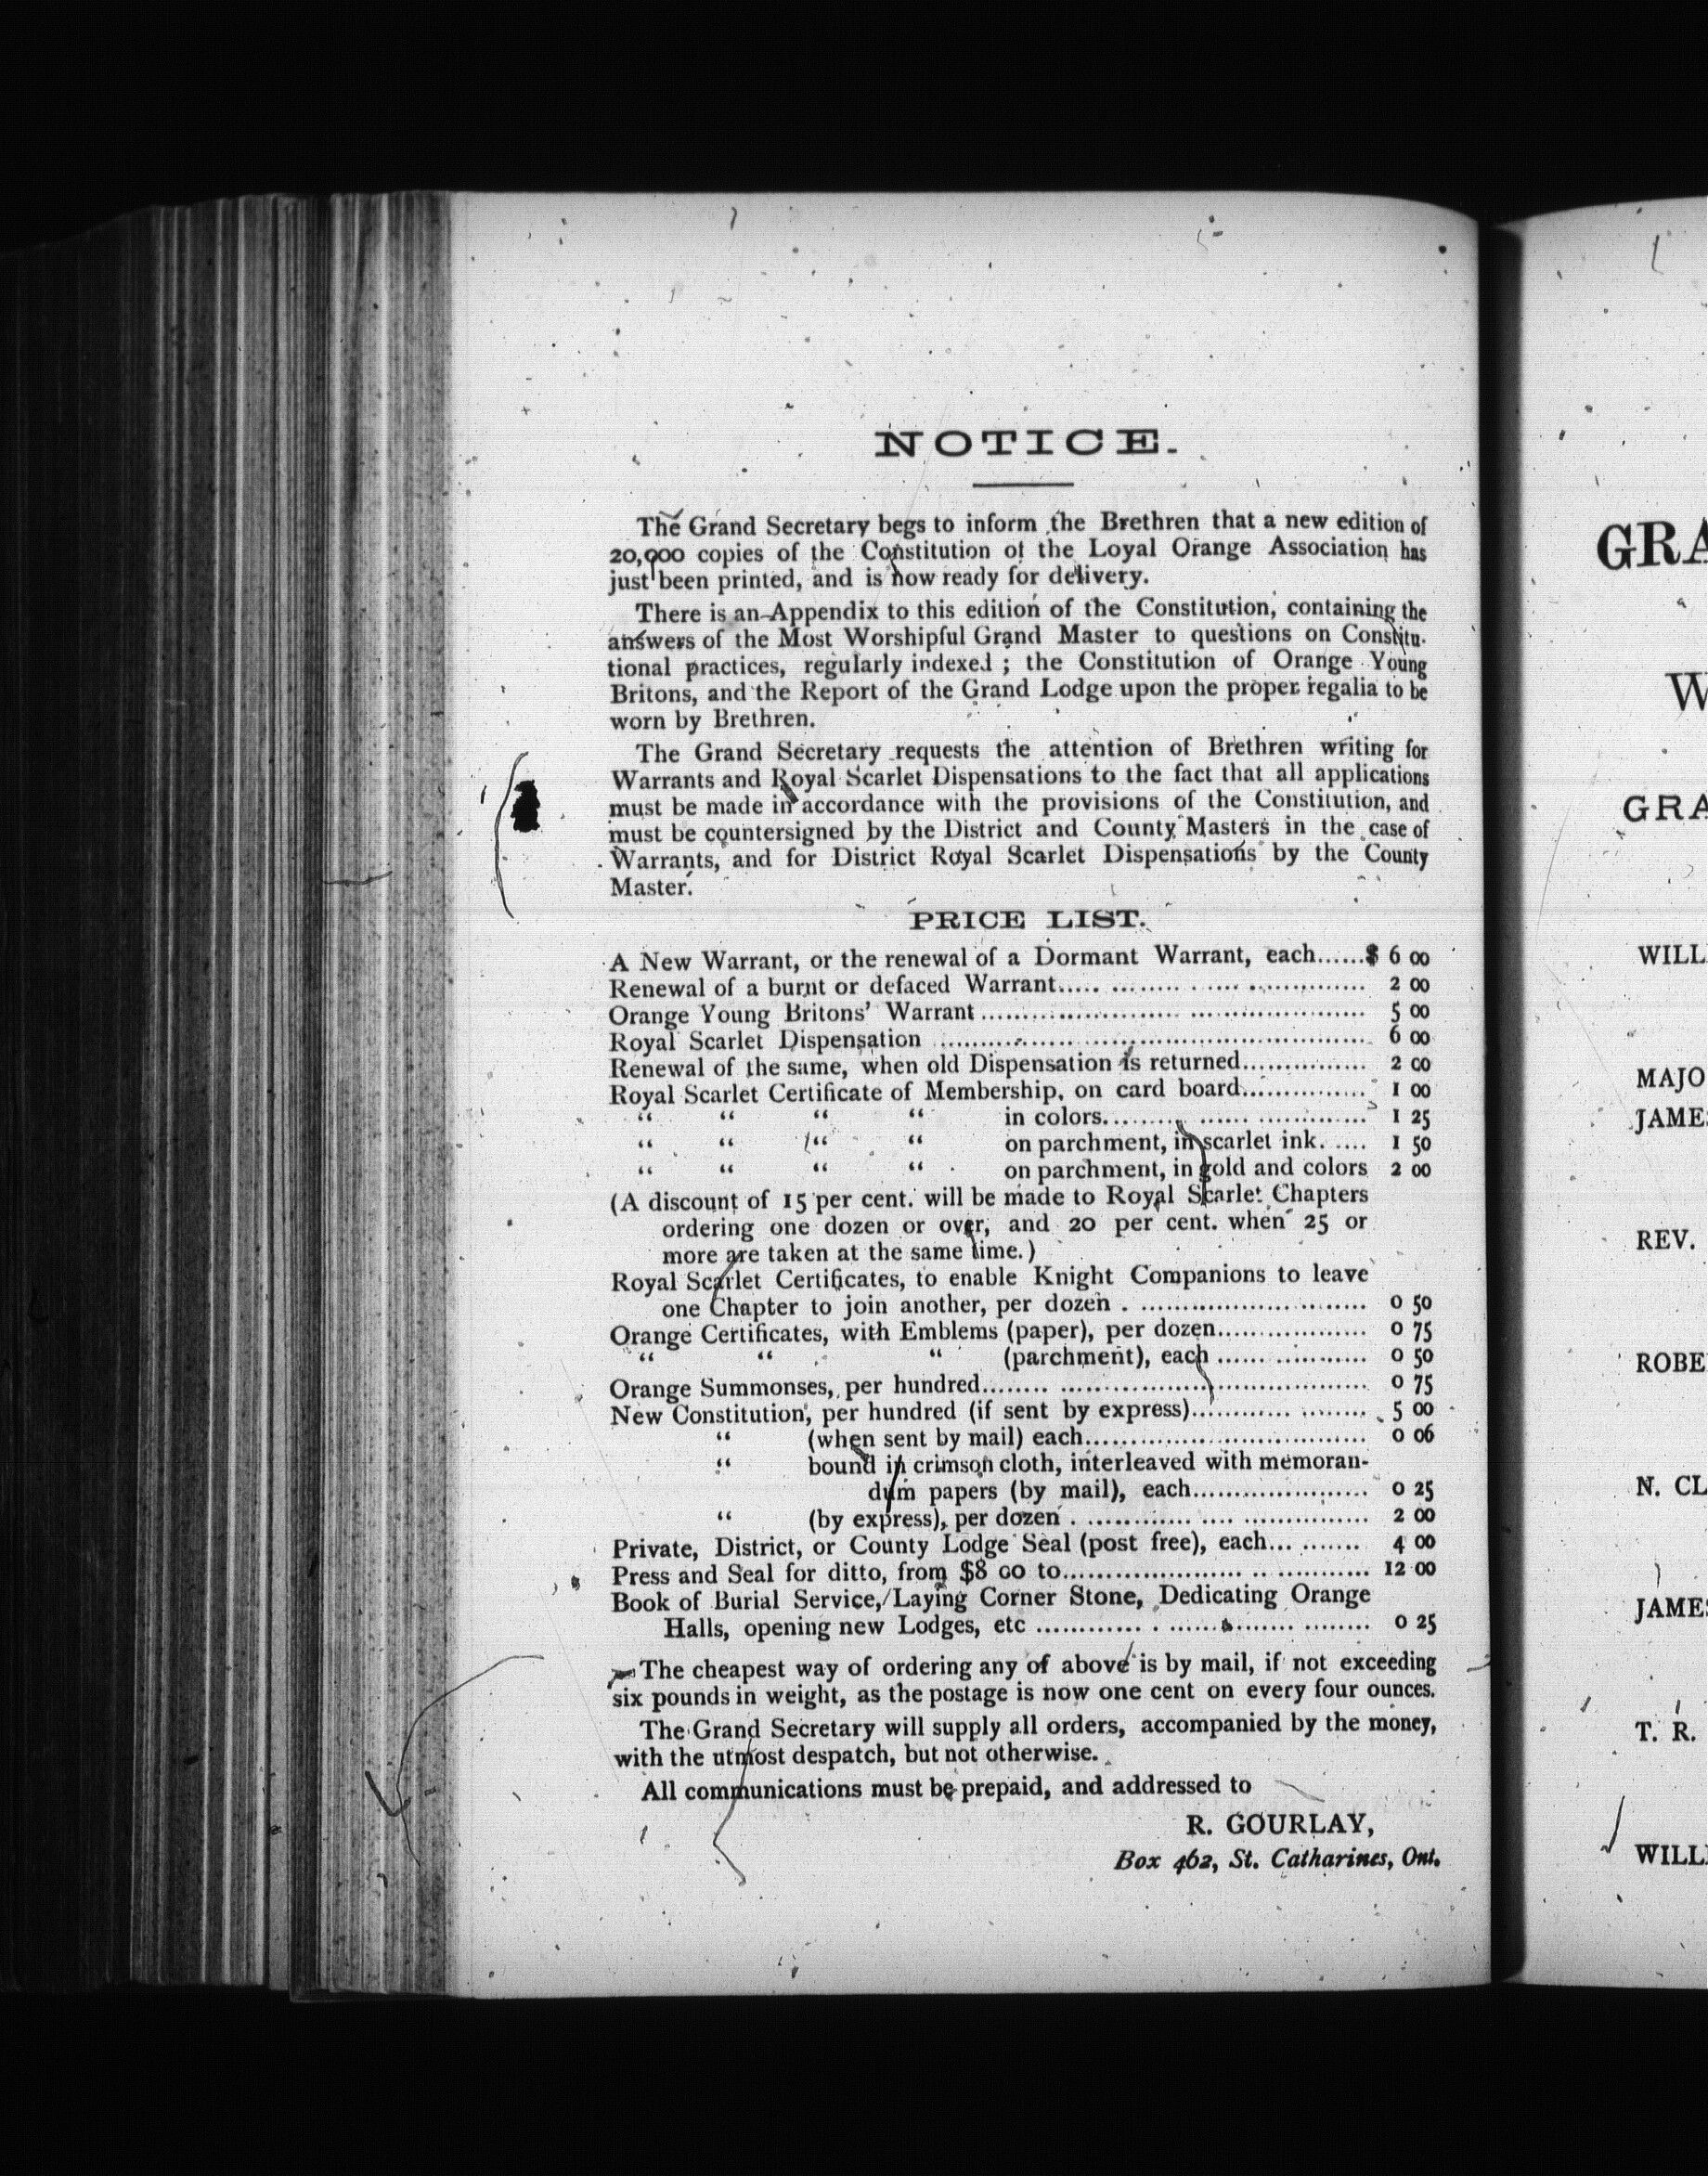 NOTICE.
The Grand Secretary begs to inform the Brethren that a new edition of
20,000 copies of the Constitution of the Loyal Orange Association has
just been printed, and is now ready for delivery.
There is an Appendix to this edition of the Constitution, containing the
answers of the Most Worshipful Grand Master to questions on Constitu-
tional practices, regularly indexed ; the Constitution of Orange Young
Britons, and the Report of the Grand Lodge upon the proper regalia to be
worn by Brethren.
The Grand Secretary requests the attention of Brethren writing for
Warrants and Royal Scarlet Dispensations to the fact that all applications
must be made in accordance with the provisions of the Constitution, and
must be countersigned by the District and County Masters in the case of
Warrants, and for District Royal Scarlet Dispensations by the County
Master.
PRICE LIST.
A New Warrant, or the renewal of a Dormant Warrant, each......$ 6 00
Renewal of a burnt or defaced Warrant..... 2 00
Orange Young Britons' Warrant..... 5 00
Royal Scarlet Dispensation ..... 6 00
Renewal of the same, when old Dispensation is returned..... 2 00
Royal Scarlet Certificate of Membership, on card board..... 1 00
“ “ “ “ in colors..... 1 25
“ “ “ “ on parchment, in scarlet ink..... 1 50
“ “ “ “ on parchment, in gold and colors 2 00
(A discount of 15 per cent. will be made to Royal Scarlet Chapters
ordering one dozen or over, and 20 per cent. when 25 or
more are taken at the same time.)
Royal Scarlet Certificates, to enable Knight Companions to leave
one Chapter to join another, per dozen ..... 0 50
Orange Certificates, with Emblems (paper), per dozen..... 0 75
“ “ “ (parchment), each ..... 0 50
Orange Summonses, per hundred..... 0 75
New Constitution, per hundred (if sent by express)..... 5 00
“ (when sent by mail) each..... 0 06
“ bound in crimson cloth, interleaved with memoran-
dum papers (by mail), each..... 0 25
“ (by express), per dozen ..... 2 00
Private, District, or County Lodge Seal (post free), each..... 4 00
Press and Seal for ditto, from $8 00 to..... 12 00
Book of Burial Service, Laying Corner Stone, Dedicating Orange
Halls, opening new Lodges, etc ..... 0 25
The cheapest way of ordering any of above is by mail, if not exceeding
six pounds in weight, as the postage is now one cent on every four ounces.
The Grand Secretary will supply all orders, accompanied by the money,
with the utmost despatch, but not otherwise.
All communications must be prepaid, and addressed to
R. GOURLAY,
Box 462, St. Catharines, Ont.
GRA
W
GRA
WILL
MAJO
JAME
REV.
ROBE
N. CL
JAME
T. R.
WILL